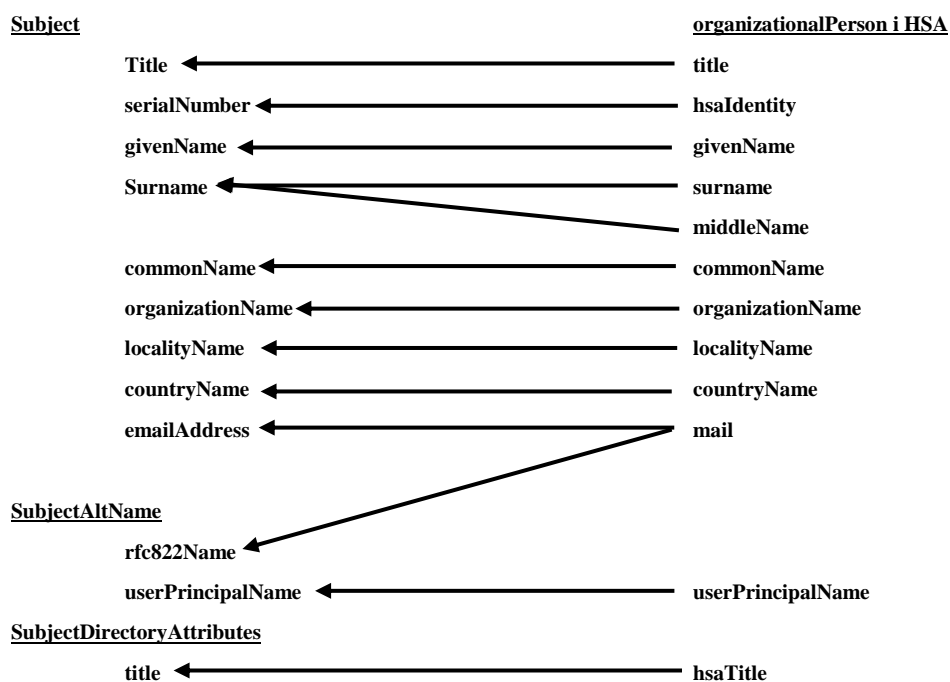 Subject organizationalPerson i HSA
Title title
serialNumber hsaIdentity
givenName givenName
Surname surname
middleName
commonName commonName
organizationName organizationName
localityName localityName
countryName countryName
emailAddress mail
SubjectAltName
rfc822Name
userPrincipalName userPrincipalName
SubjectDirectoryAttributes
title hsaTitle